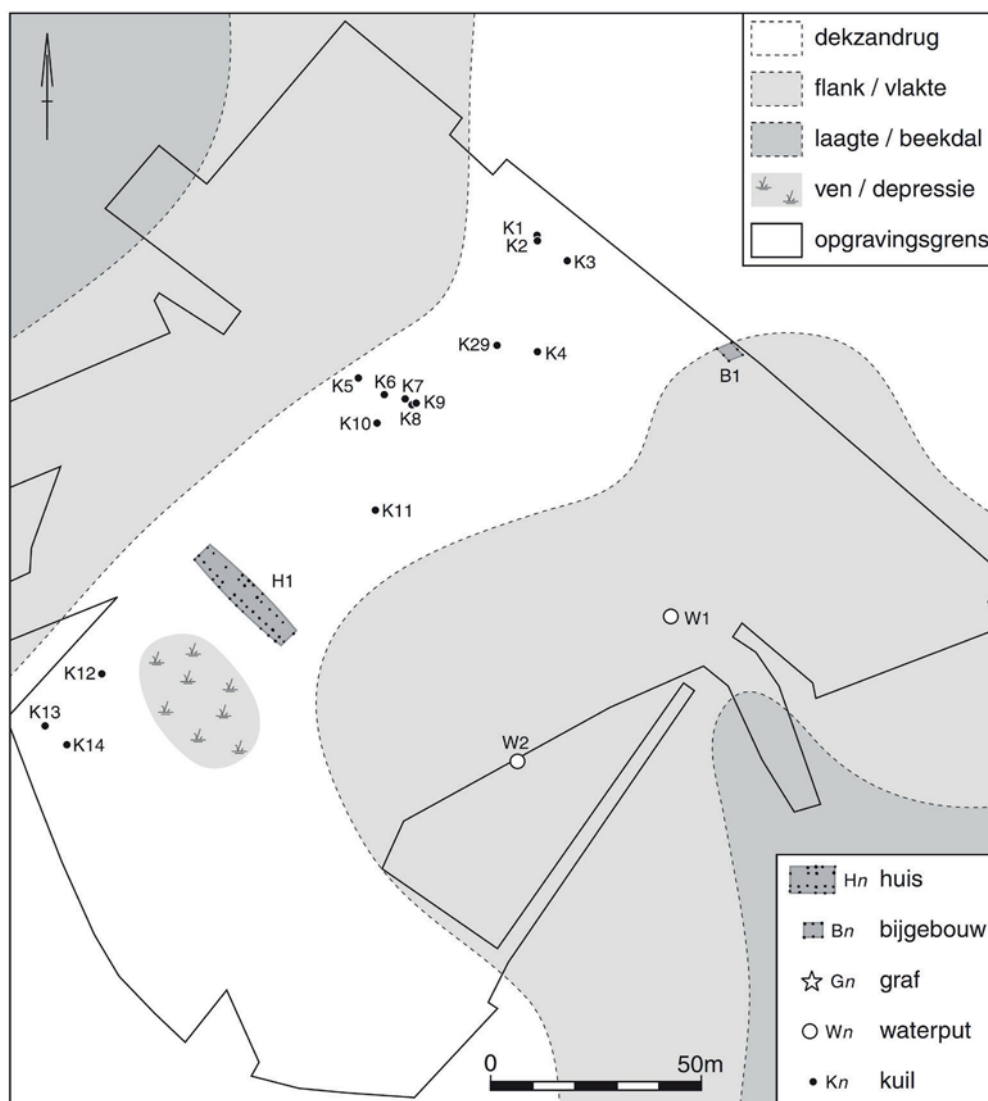 dekzandrug
flank / vlakte
laagte / beekdal
ven / depressie
opgravingsgrens
K1
K2
K3
K29
K4
B1
K5
K6
K7
K9
K8
K10
K11
H1
W1
K12
K13
K14
W2
Hn huis
Bn bijgebouw
Gn graf
Wn waterput
Kn kuil
0 50m